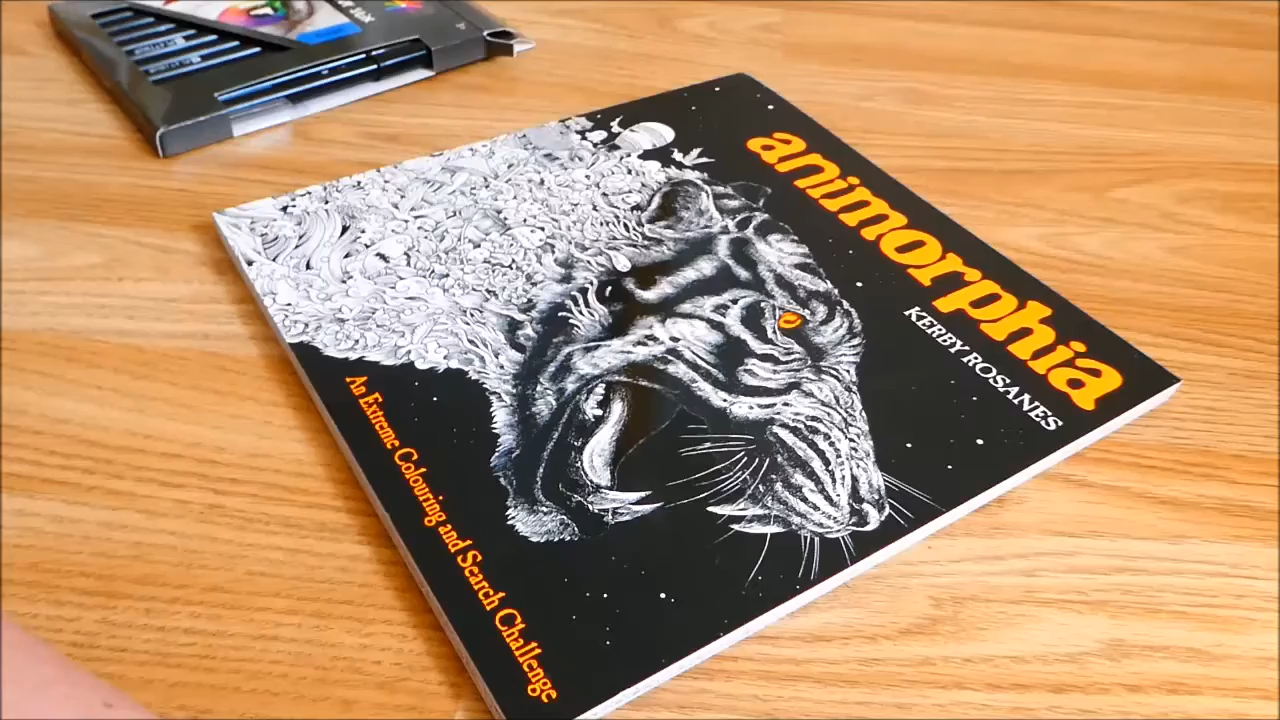 animorphia
KERBY ROSANES
An Extreme Colouring and Search Challenge